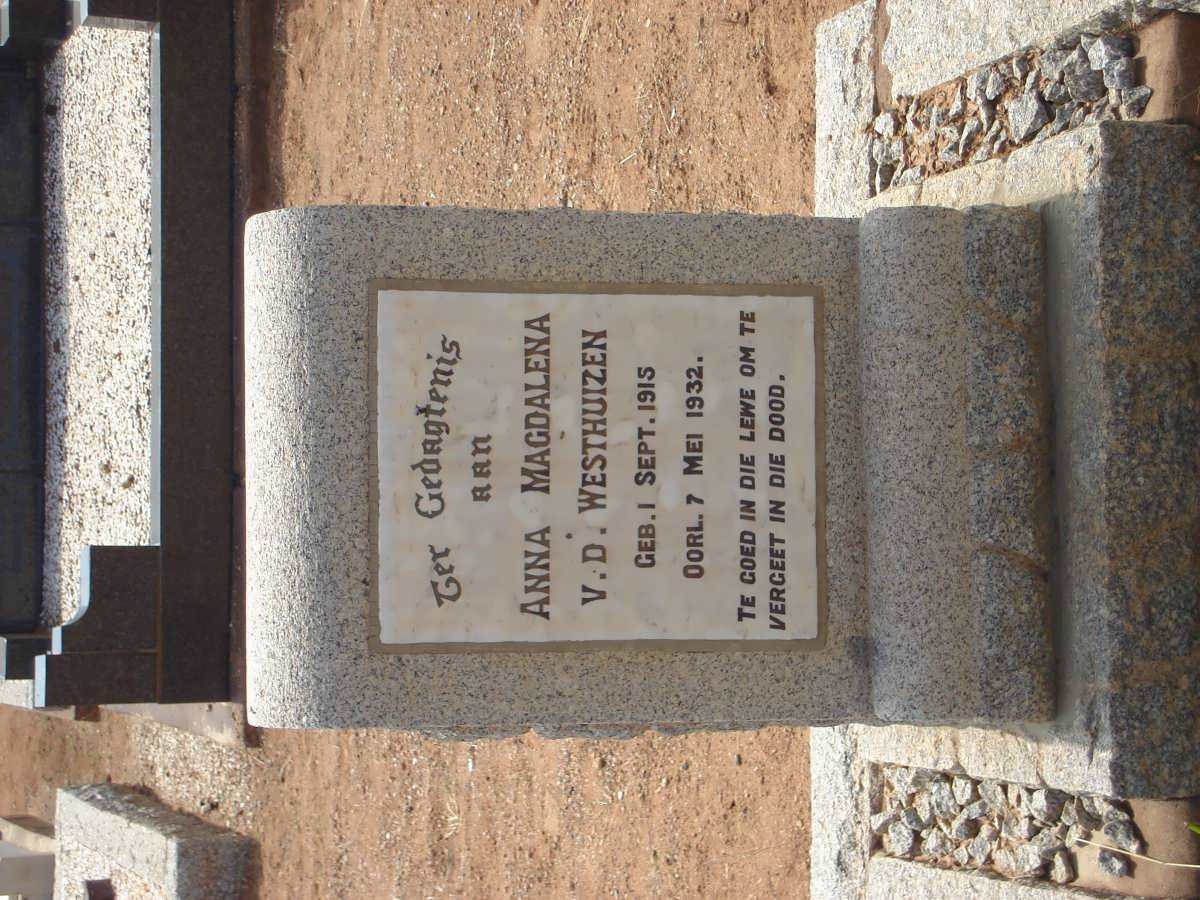 Ter Gedagtenis
aan
ANNA MAGDALENA
V. D. WESTHUIZEN
GEB. 1 SEPT. 1915
OORL. 7 MEI 1932.
TE GOED IN DIE LEWE OM TE
VERGEET IN DIE DOOD.